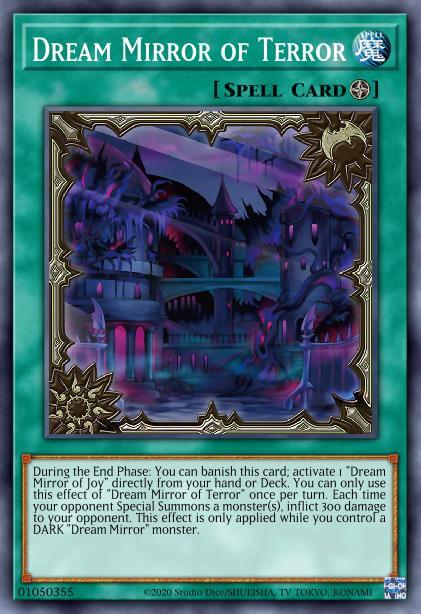 Dream Mirror of Terror
SPELL
魔
[Spell Card]
During the End Phase: You can banish this card; activate 1 "Dream
Mirror of Joy" directly from your hand or Deck. You can only use
this effect of "Dream Mirror of Terror" once per turn. Each time
your opponent Special Summons a monster(s), inflict 300 damage
to your opponent. This effect is only applied while you control a
DARK "Dream Mirror" monster.
01050355
©2020 Studio Dice/SHUEISHA, TV TOKYO, KONAMI